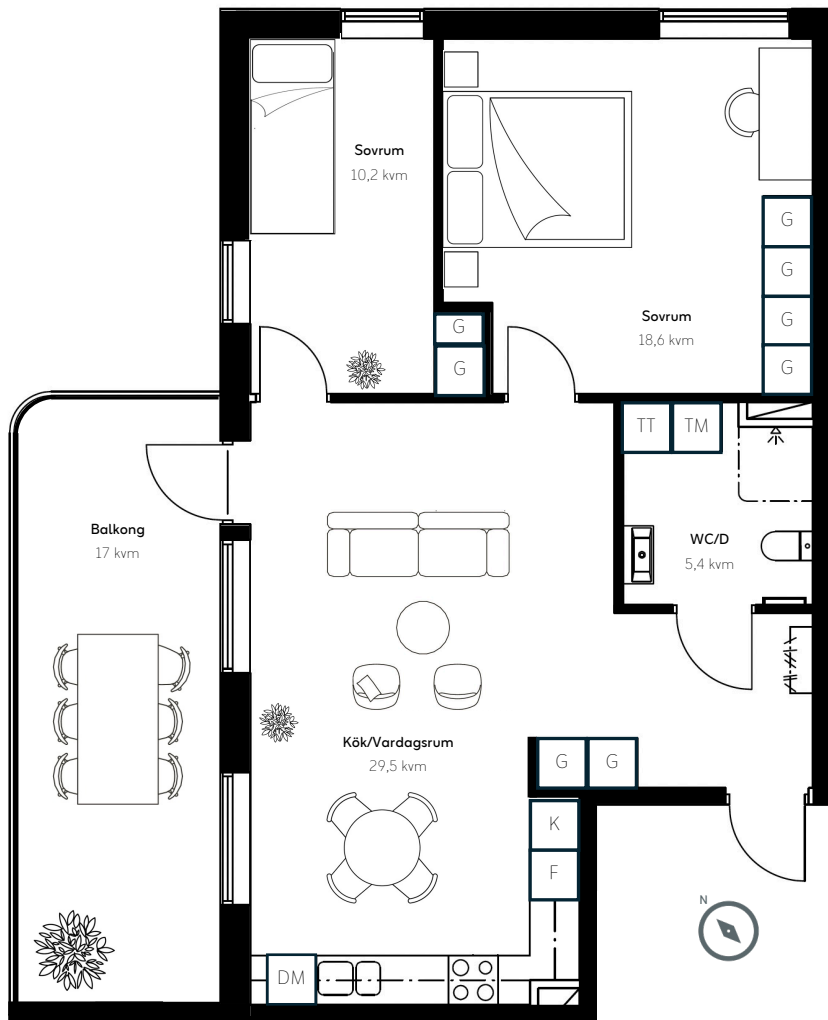 Sovrum
10,2 kvm
G
G
G
Sovrum
18,6 kvm
G
G
G
TT TM
Balkong
17 kvm
WC/D
5,4 kvm
Kök/Vardagsrum
29,5 kvm
G G
K
F
N
DM